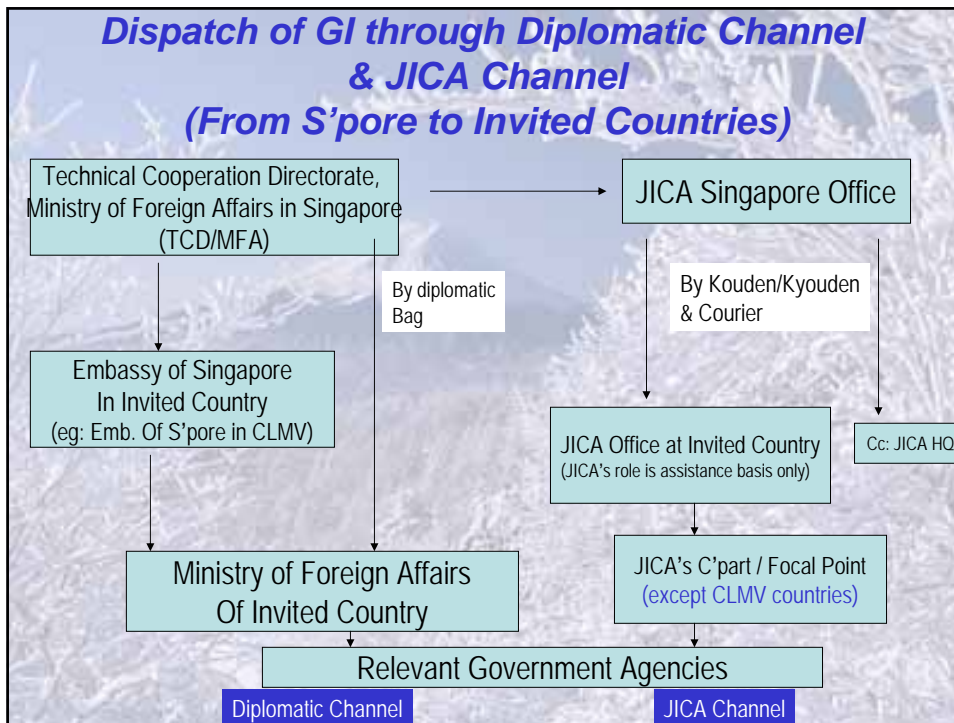 Dispatch of GI through Diplomatic Channel
& JICA Channel
(From S'pore to Invited Countries)
Technical Cooperation Directorate,
Ministry of Foreign Affairs in Singapore
(TCD/MFA)
JICA Singapore Office
By diplomatic
Bag
By Kouden/Kyouden
& Courier
Embassy of Singapore
In Invited Country
(eg: Emb. Of S'pore in CLMV)
JICA Office at Invited Country
(JICA's role is assistance basis only)
Cc: JICA HQ
Ministry of Foreign Affairs
Of Invited Country
JICA's C'part / Focal Point
(except CLMV countries)
Relevant Government Agencies
Diplomatic Channel
JICA Channel